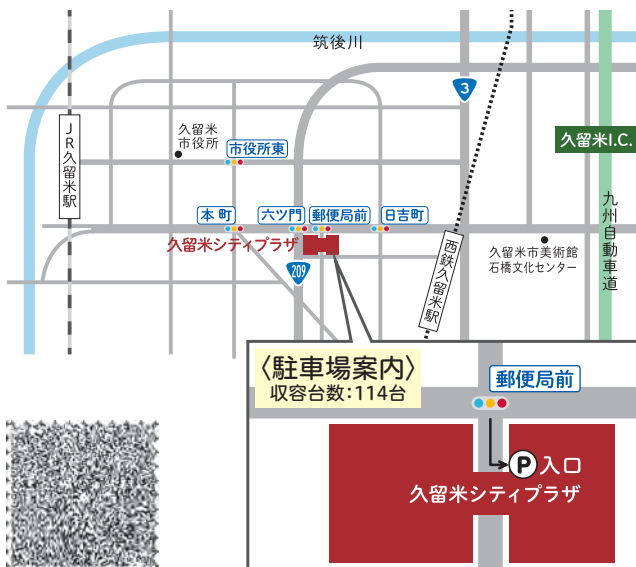 筑後川
3
JR久留米駅
久留米
市役所
市役所東
久留米I.C.
九州自動車道
本町
六ツ門
郵便局前
日吉町
久留米シティプラザ
209
西鉄久留米駅
久留米市美術館
石橋文化センター
〈駐車場案内〉
収容台数:114台
郵便局前
P 入口
久留米シティプラザ